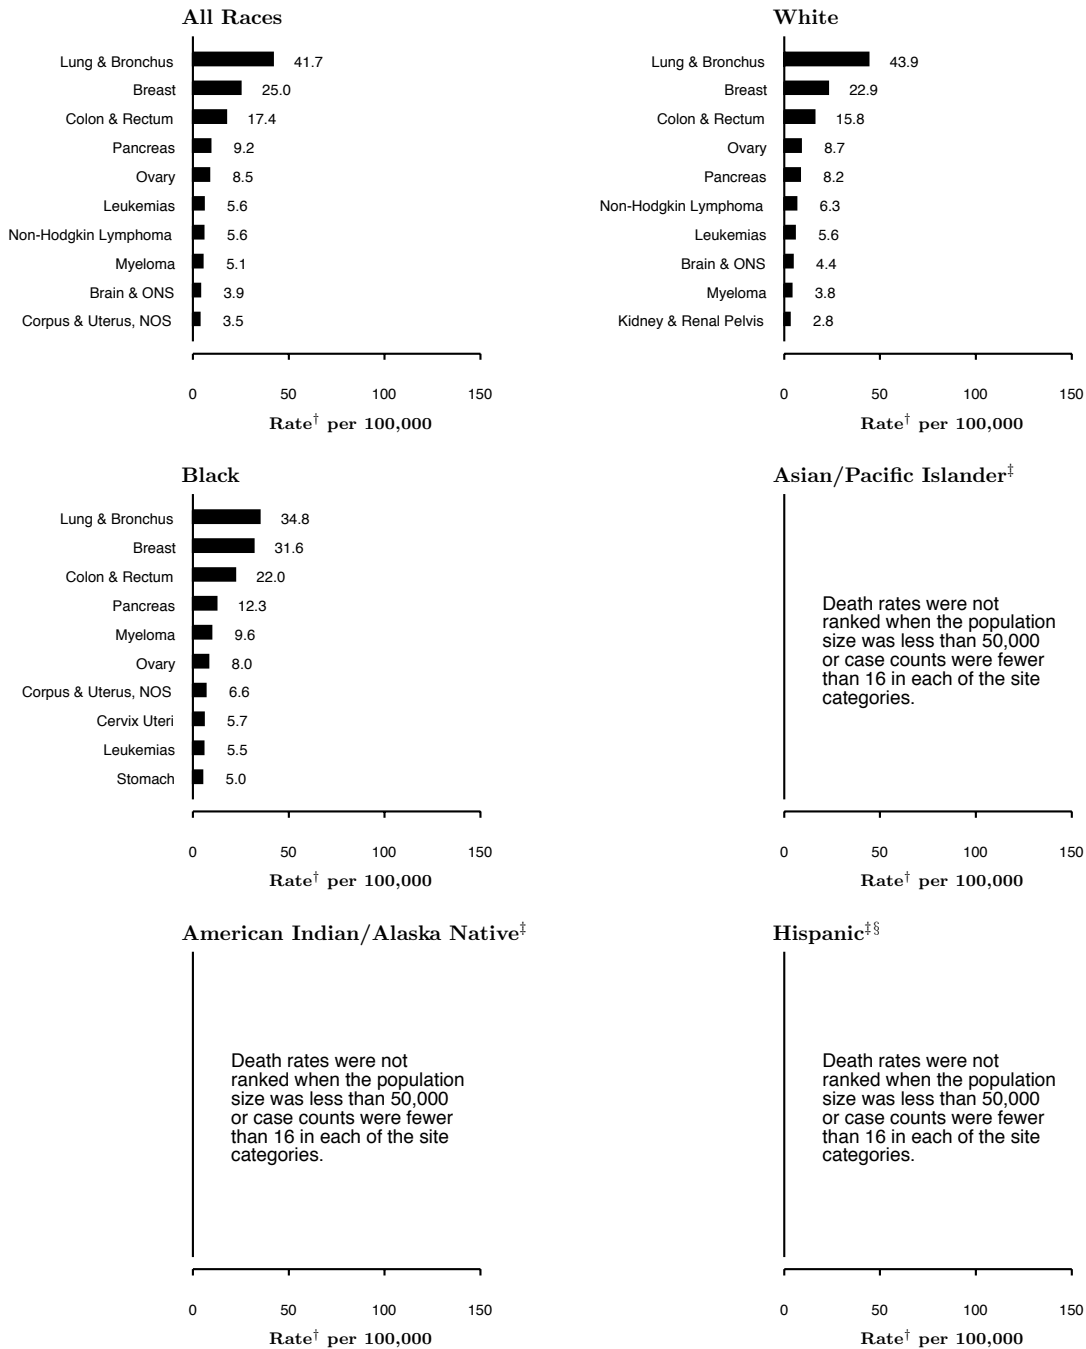 All Races
Lung & Bronchus 41.7
Breast 25.0
Colon & Rectum 17.4
Pancreas 9.2
Ovary 8.5
Leukemias 5.6
Non-Hodgkin Lymphoma 5.6
Myeloma 5.1
Brain & ONS 3.9
Corpus & Uterus, NOS 3.5
0 50 100 150
Rate† per 100,000
White
Lung & Bronchus 43.9
Breast 22.9
Colon & Rectum 15.8
Ovary 8.7
Pancreas 8.2
Non-Hodgkin Lymphoma 6.3
Leukemias 5.6
Brain & ONS 4.4
Myeloma 3.8
Kidney & Renal Pelvis 2.8
0 50 100 150
Rate† per 100,000
Black
Lung & Bronchus 34.8
Breast 31.6
Colon & Rectum 22.0
Pancreas 12.3
Myeloma 9.6
Ovary 8.0
Corpus & Uterus, NOS 6.6
Cervix Uteri 5.7
Leukemias 5.5
Stomach 5.0
0 50 100 150
Rate† per 100,000
Asian/Pacific Islander‡
Death rates were not
ranked when the population
size was less than 50,000
or case counts were fewer
than 16 in each of the site
categories.
0 50 100 150
Rate† per 100,000
American Indian/Alaska Native‡
Death rates were not
ranked when the population
size was less than 50,000
or case counts were fewer
than 16 in each of the site
categories.
0 50 100 150
Rate† per 100,000
Hispanic‡§
Death rates were not
ranked when the population
size was less than 50,000
or case counts were fewer
than 16 in each of the site
categories.
0 50 100 150
Rate† per 100,000